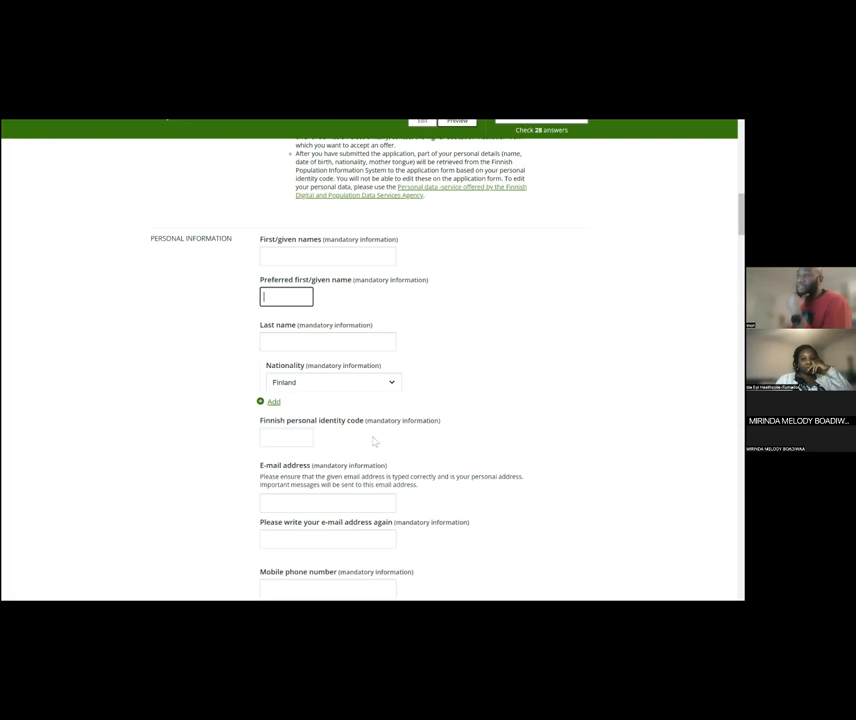 Edit
Preview
Check 28 answers
which you want to accept an offer.
After you have submitted the application, part of your personal details (name,
date of birth, nationality, mother tongue) will be retrieved from the Finnish
Population Information System to the application form based on your personal
identity code. You will not be able to edit these on the application form. To edit
your personal data, please use the Personal data -service offered by the Finnish
Digital and Population Data Services Agency.
PERSONAL INFORMATION
First/given names (mandatory information)
Preferred first/given name (mandatory information)
Last name (mandatory information)
Nationality (mandatory information)
Finland
Add
Finnish personal identity code (mandatory information)
E-mail address (mandatory information)
Please ensure that the given email address is typed correctly and is your personal address.
Important messages will be sent to this email address.
Please write your e-mail address again (mandatory information)
Mobile phone number (mandatory information)
MIRINDA MELODY BOADIW...
MIRINDA MELODY BOADIWAA